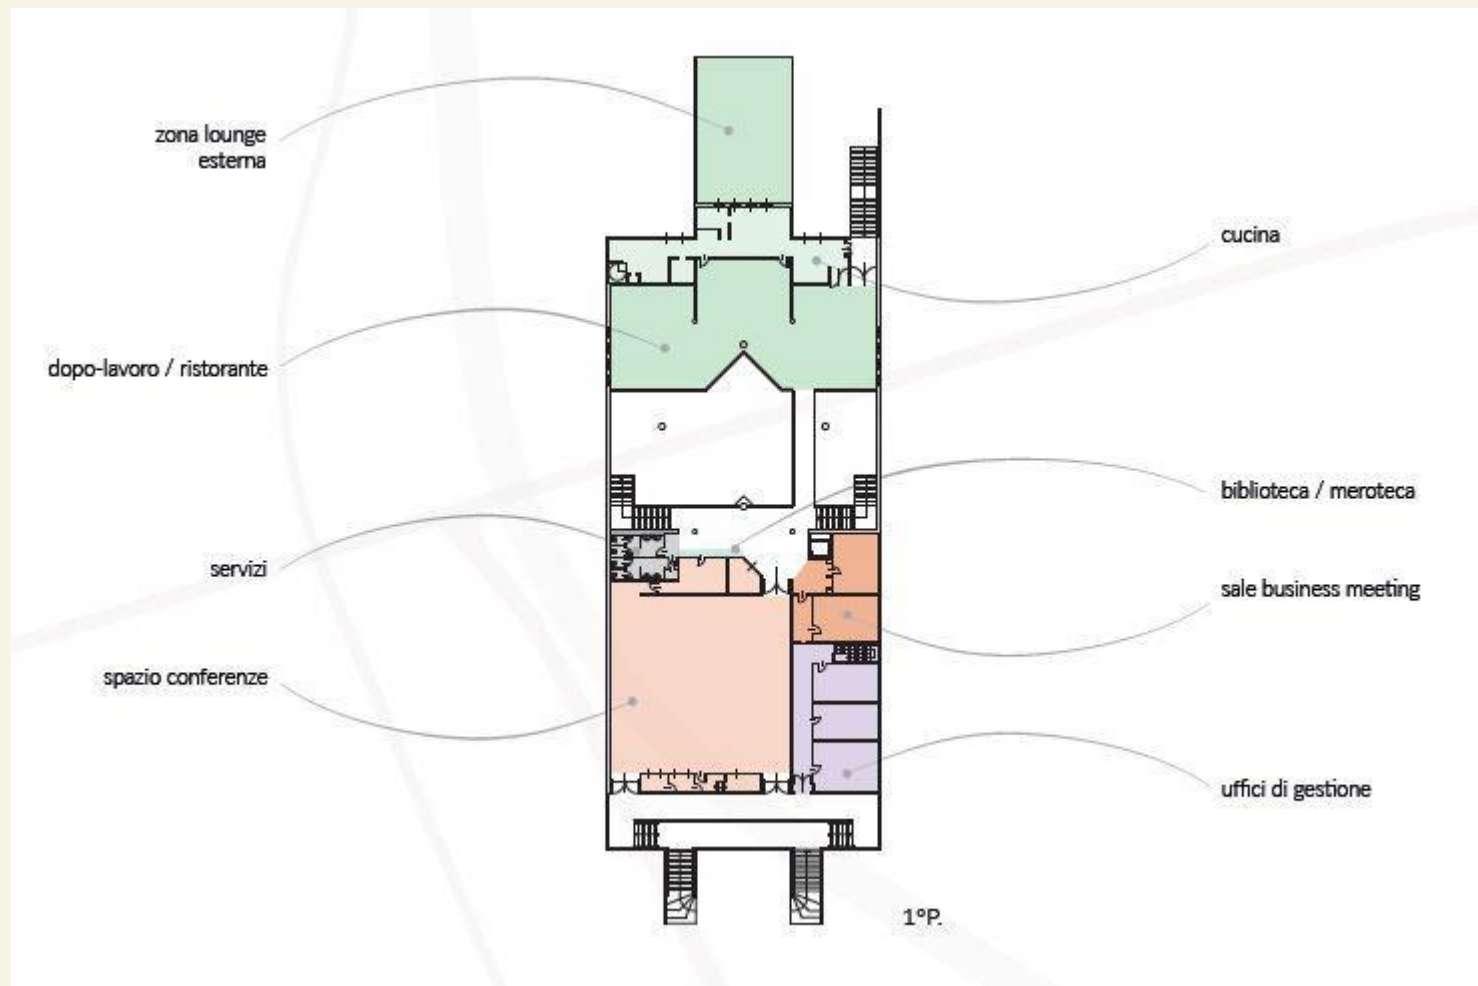 zona lounge
esterna
cucina
dopo-lavoro / ristorante
biblioteca / meroteca
servizi
sale business meeting
spazio conferenze
uffici di gestione
1°P.